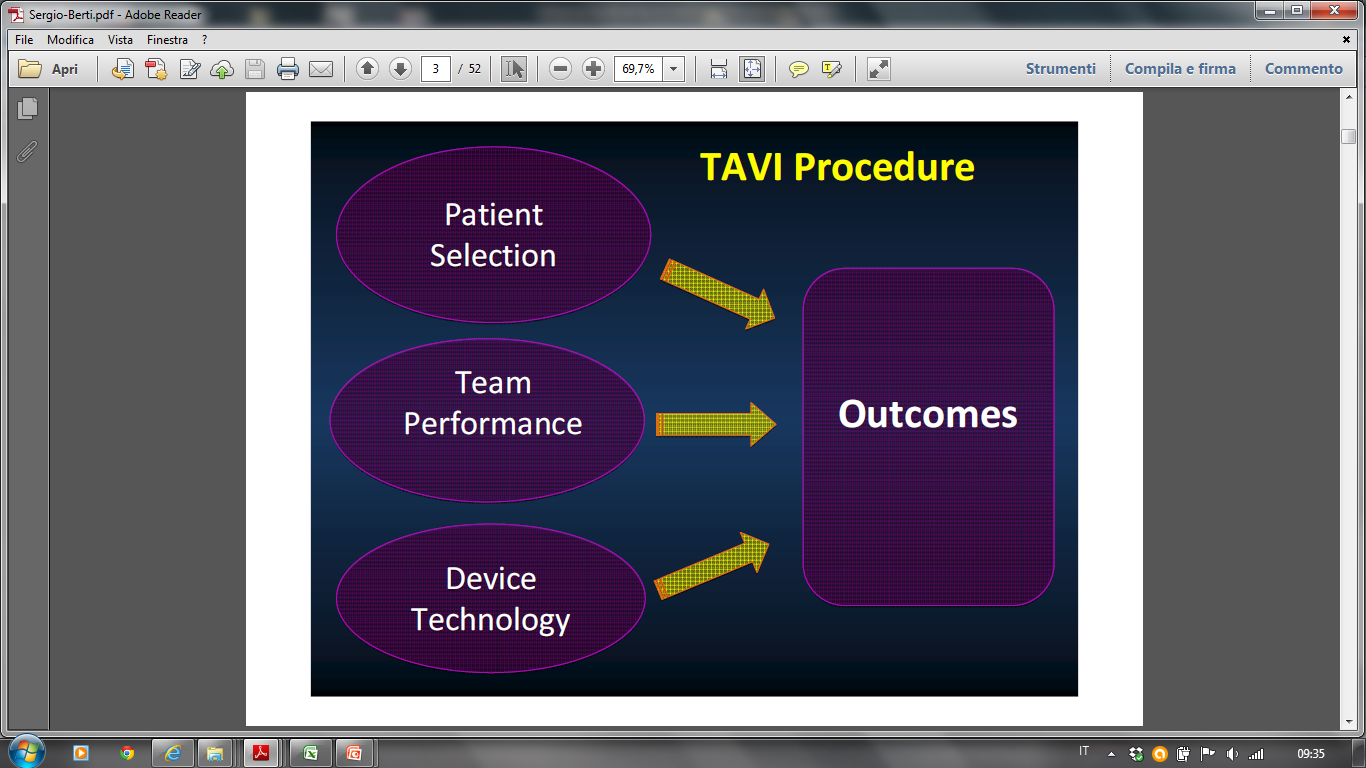 Sergio-Berti.pdf - Adobe Reader
File Modifica Vista Finestra ?
Apri 3 / 52 69,7% Strumenti Compila e firma Commento
TAVI Procedure
Patient
Selection
Team
Performance
Outcomes
Device
Technology
IT 09:35